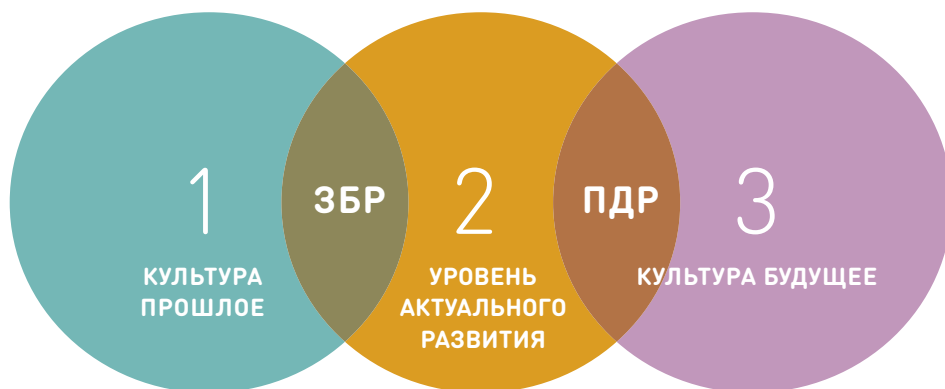 1
КУЛЬТУРА
ПРОШЛОЕ
ЗБР
2
УРОВЕНЬ
АКТУАЛЬНОГО
РАЗВИТИЯ
ПДР
3
КУЛЬТУРА БУДУЩЕЕ